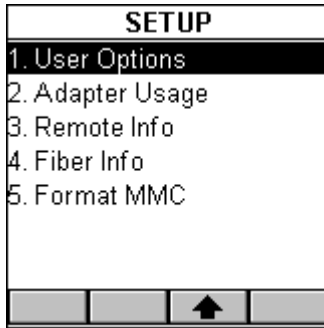 SETUP
1. User Options
2. Adapter Usage
3. Remote Info
4. Fiber Info
5. Format MMC